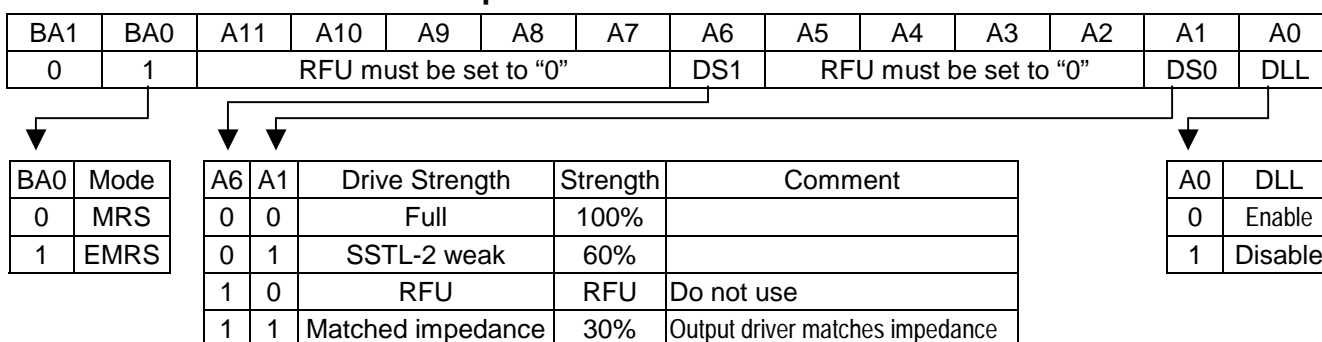 BA1 BA0 A11 A10 A9 A8 A7 A6 A5 A4 A3 A2 A1 A0
0 1 RFU must be set to “0” DS1 RFU must be set to “0” DS0 DLL
BA0 Mode
0 MRS
1 EMRS
A6 A1 Drive Strength Strength Comment
0 0 Full 100%
0 1 SSTL-2 weak 60%
1 0 RFU RFU Do not use
1 1 Matched impedance 30% Output driver matches impedance
A0 DLL
0 Enable
1 Disable